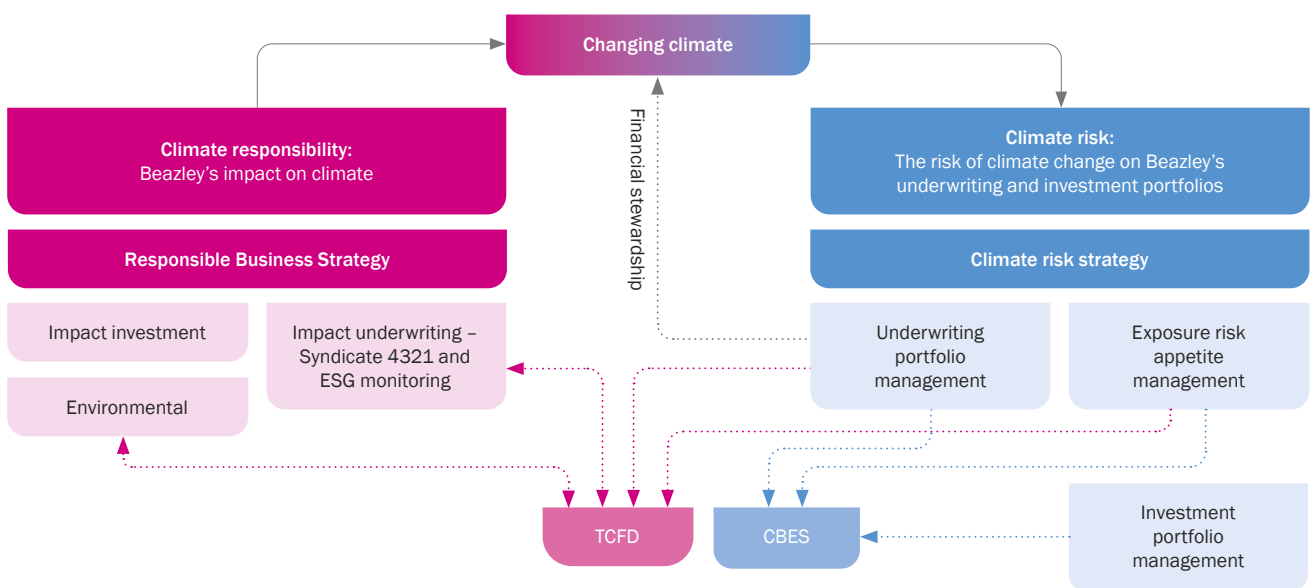 Changing climate
Financial stewardship
Climate responsibility:
Beazley’s impact on climate
Responsible Business Strategy
Impact investment
Environmental
Impact underwriting –
Syndicate 4321 and
ESG monitoring
Climate risk:
The risk of climate change on Beazley’s
underwriting and investment portfolios
Climate risk strategy
Underwriting
portfolio
management
Exposure risk
appetite
management
TCFD
CBES
Investment
portfolio
management